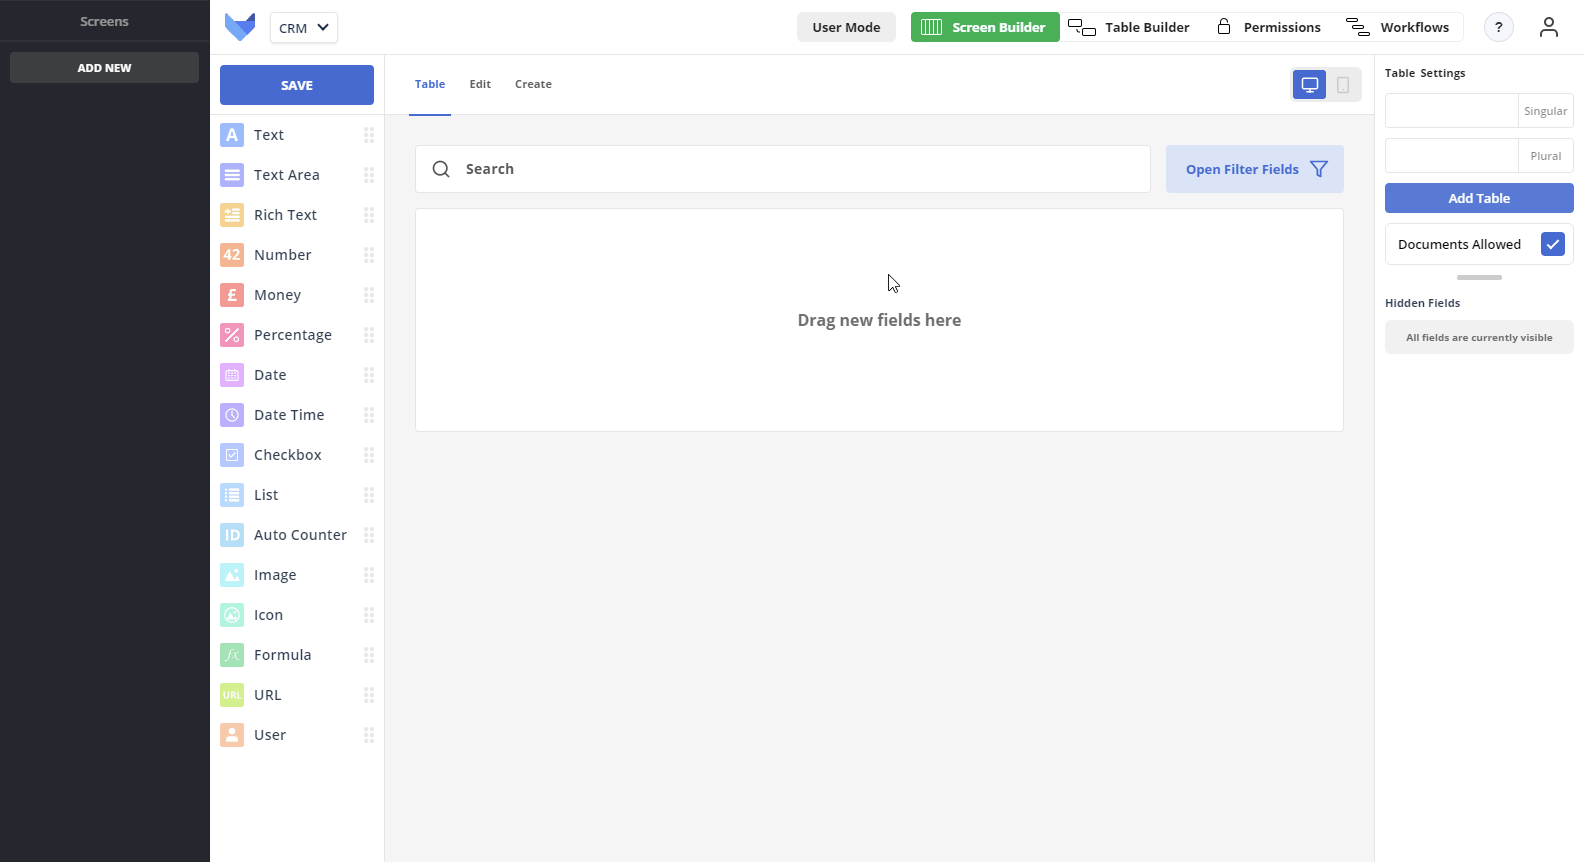 Screens
ADD NEW
CRM
User Mode
Screen Builder
Table Builder
Permissions
Workflows
?
SAVE
A Text
Text Area
Rich Text
42 Number
£ Money
% Percentage
Date
Date Time
Checkbox
List
ID Auto Counter
Image
Icon
fx Formula
URL URL
User
Table
Edit
Create
Search
Open Filter Fields
Drag new fields here
Table Settings
Singular
Plural
Add Table
Documents Allowed
Hidden Fields
All fields are currently visible